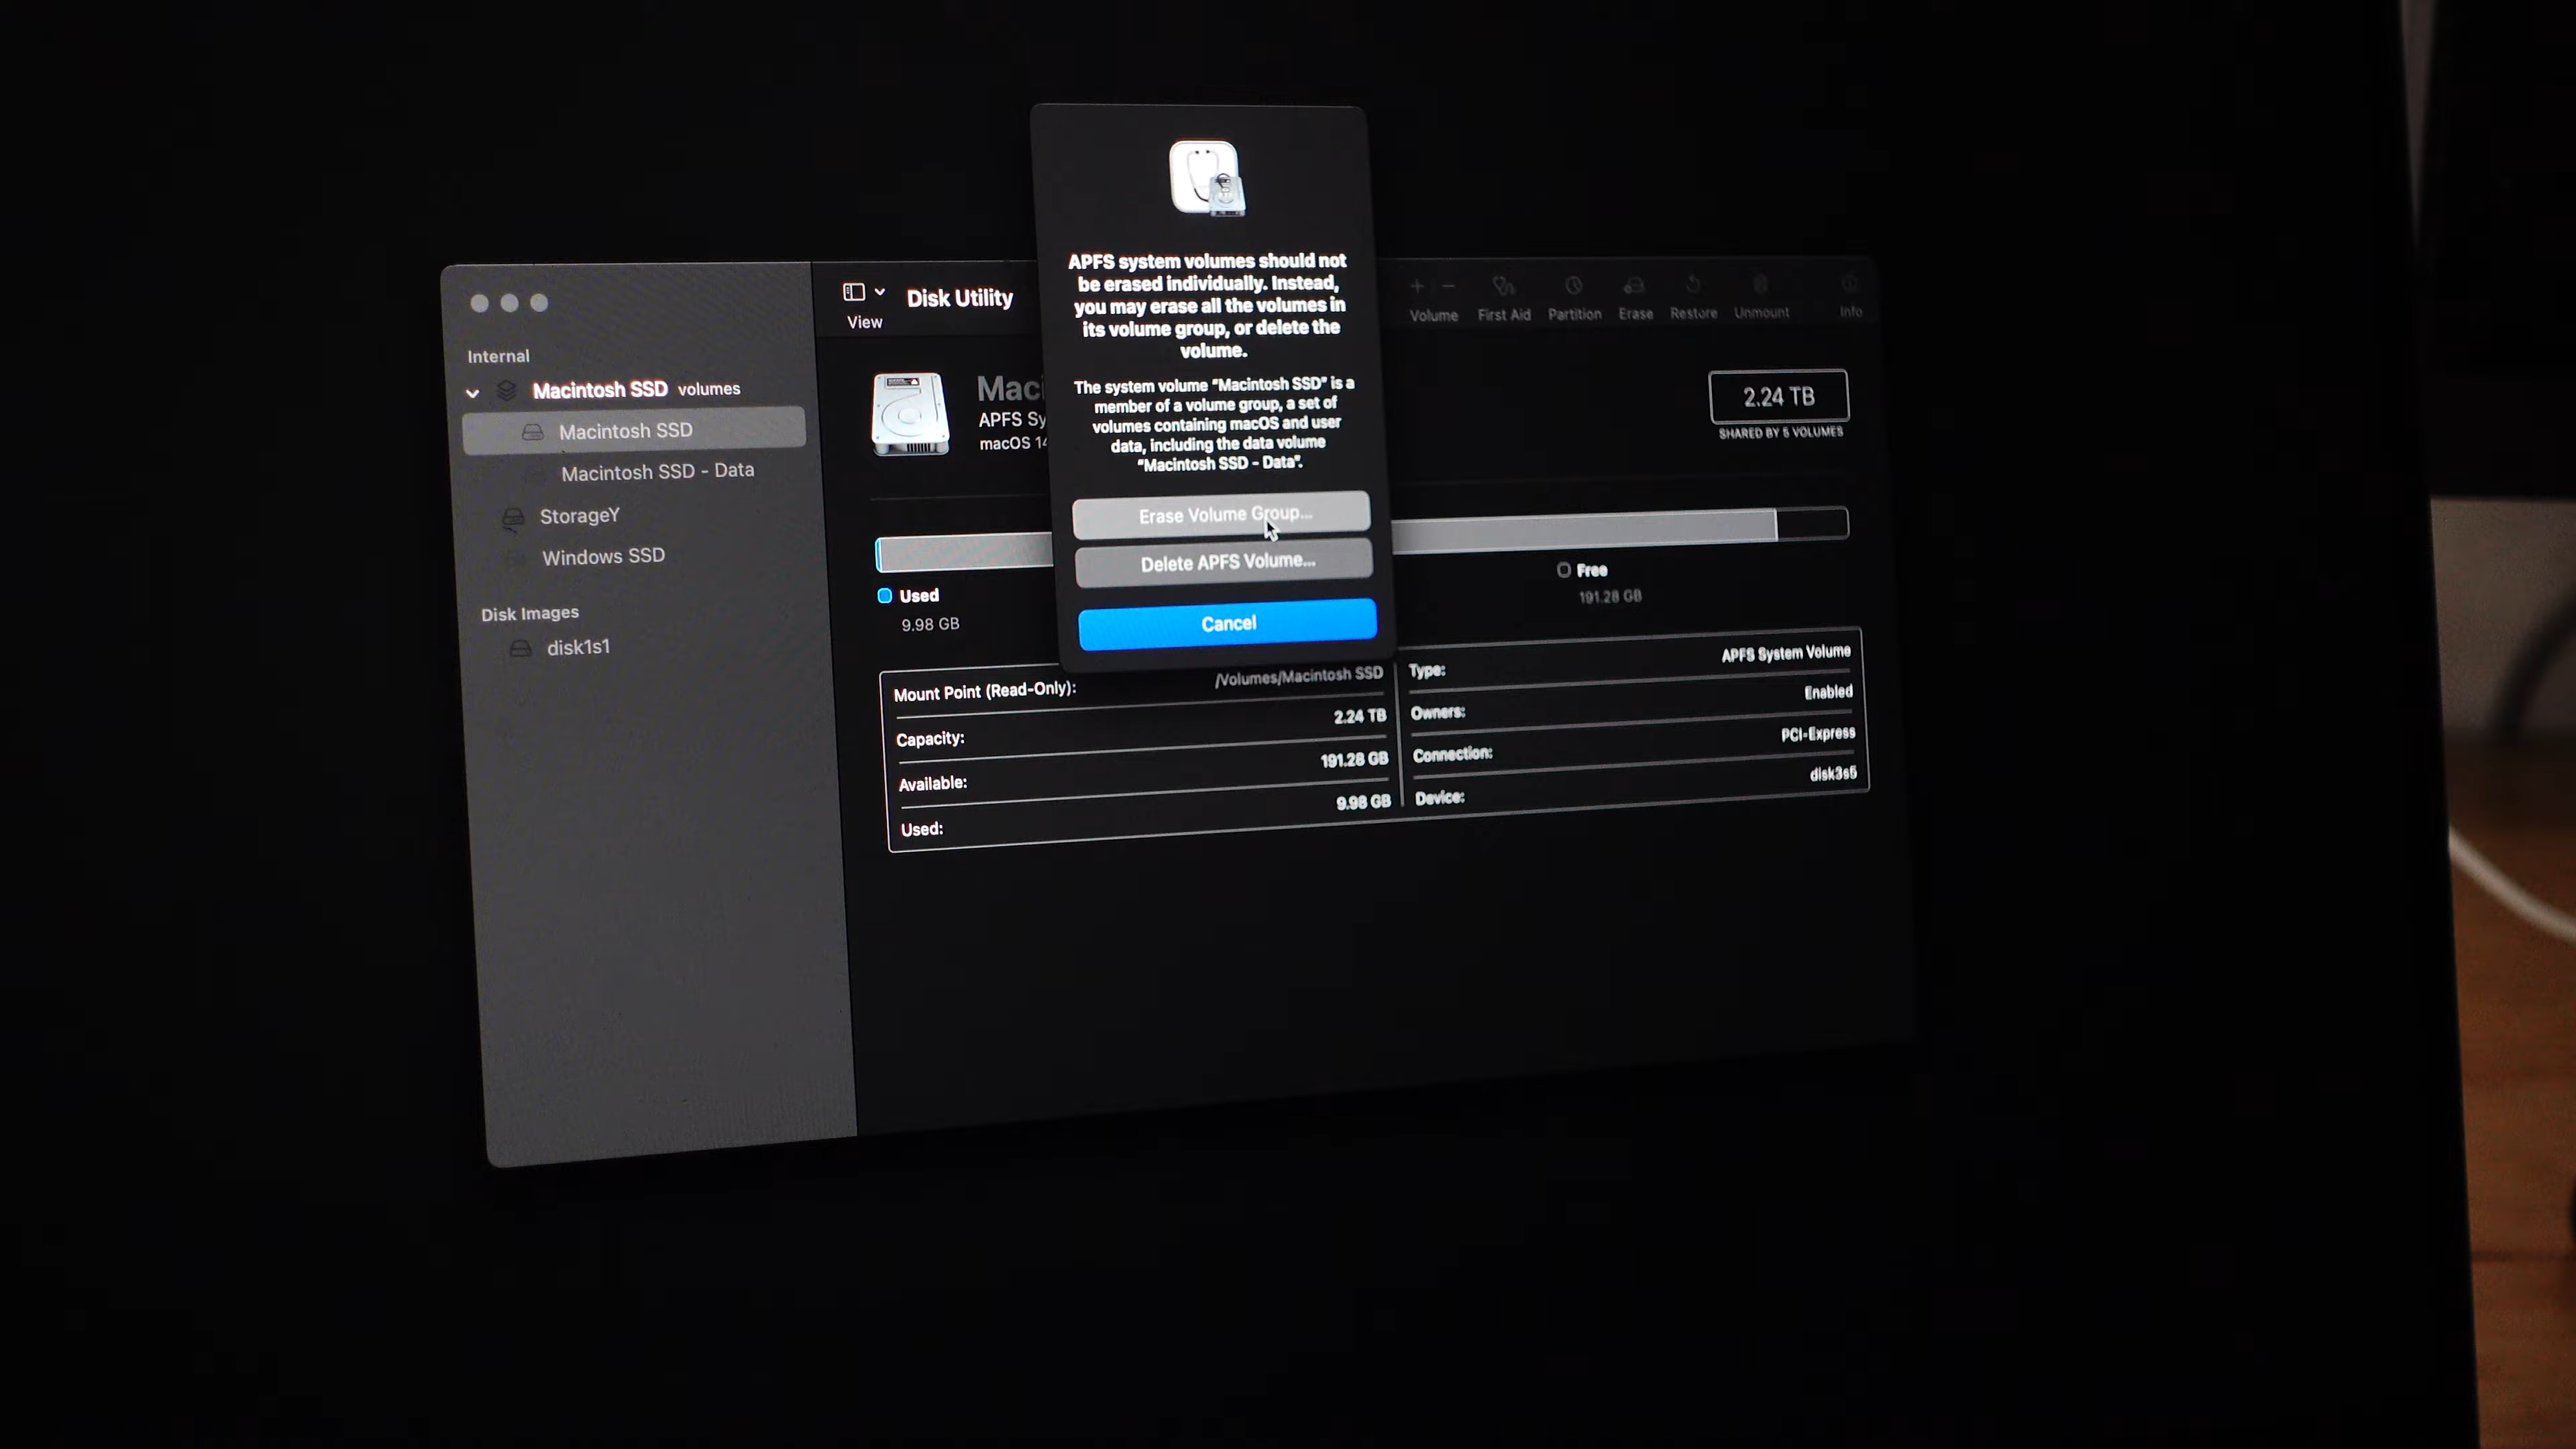 APFS system volumes should not
be erased individually. Instead,
you may erase all the volumes in
its volume group, or delete the
volume.
The system volume "Macintosh SSD" is a
member of a volume group, a set of
volumes containing macOS and user
data, including the data volume
"Macintosh SSD - Data".
Erase Volume Group...
Delete APFS Volume...
Cancel
View
Disk Utility
Volume
First Aid
Partition
Erase
Restore
Unmount
Info
Internal
Macintosh SSD volumes
Macintosh SSD
Macintosh SSD - Data
StorageY
Windows SSD
Disk Images
disk1s1
Maci
APFS Sy
macOS 14
2.24 TB
SHARED BY 5 VOLUMES
Used
9.98 GB
Free
191.28 GB
Mount Point (Read-Only): /Volumes/Macintosh SSD
Capacity: 2.24 TB
Available: 191.28 GB
Used: 9.98 GB
Type: APFS System Volume
Owners: Enabled
Connection: PCI-Express
Device: disk3s5